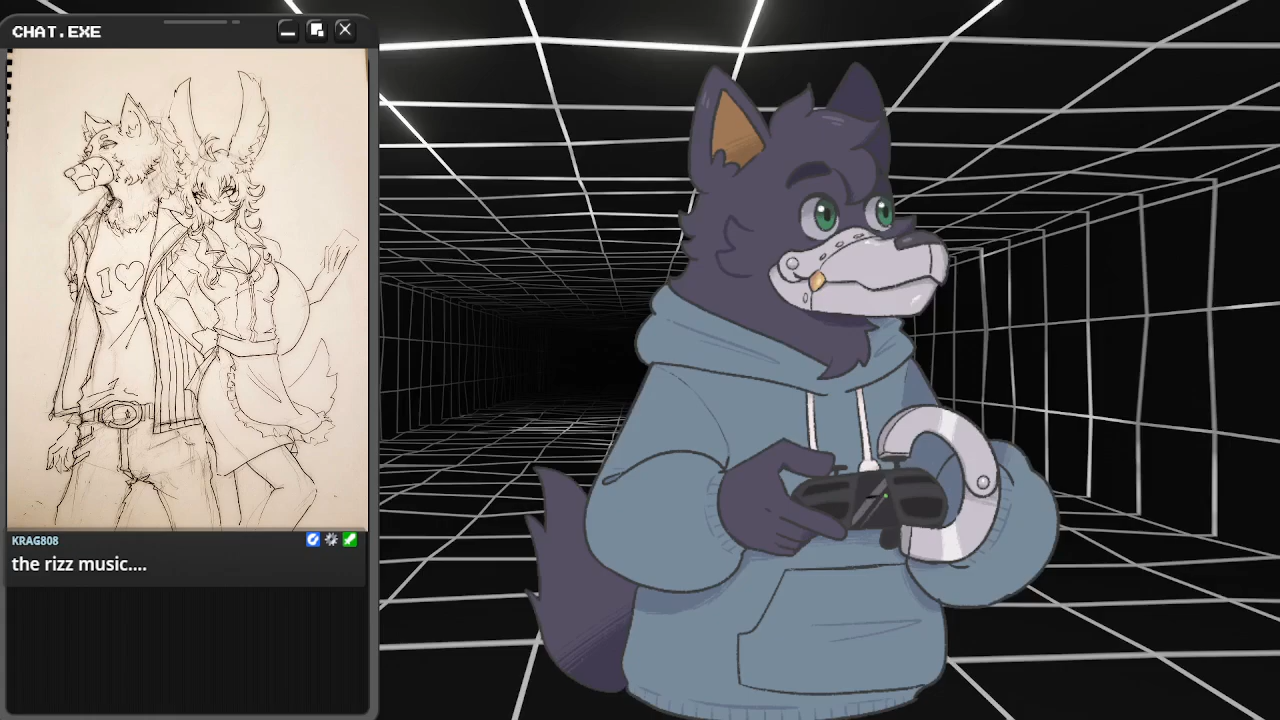 CHAT.EXE
I ♡
KRAG808
the rizz music....